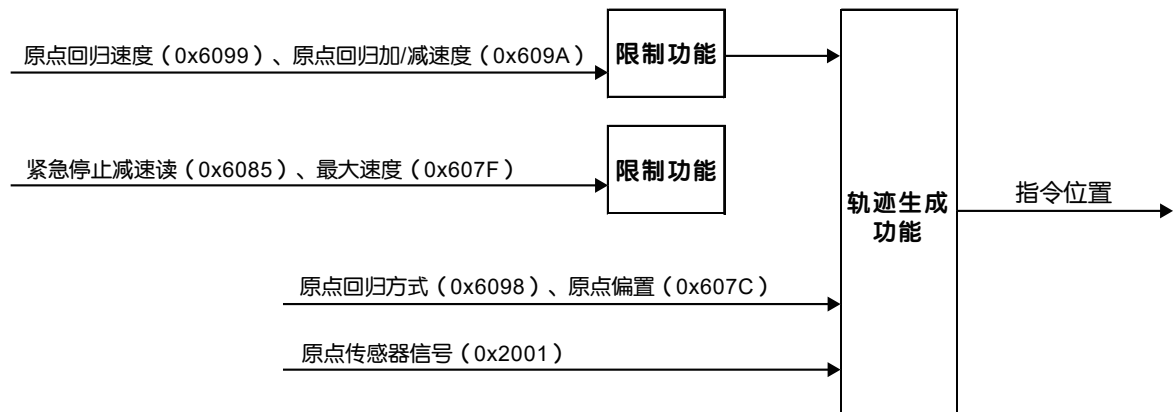 原点回归速度（0x6099）、原点回归加/减速度（0x609A）
限制功能
紧急停止减速读（0x6085）、最大速度（0x607F）
限制功能
轨迹生成
功能
指令位置
原点回归方式（0x6098）、原点偏置（0x607C）
原点传感器信号（0x2001）